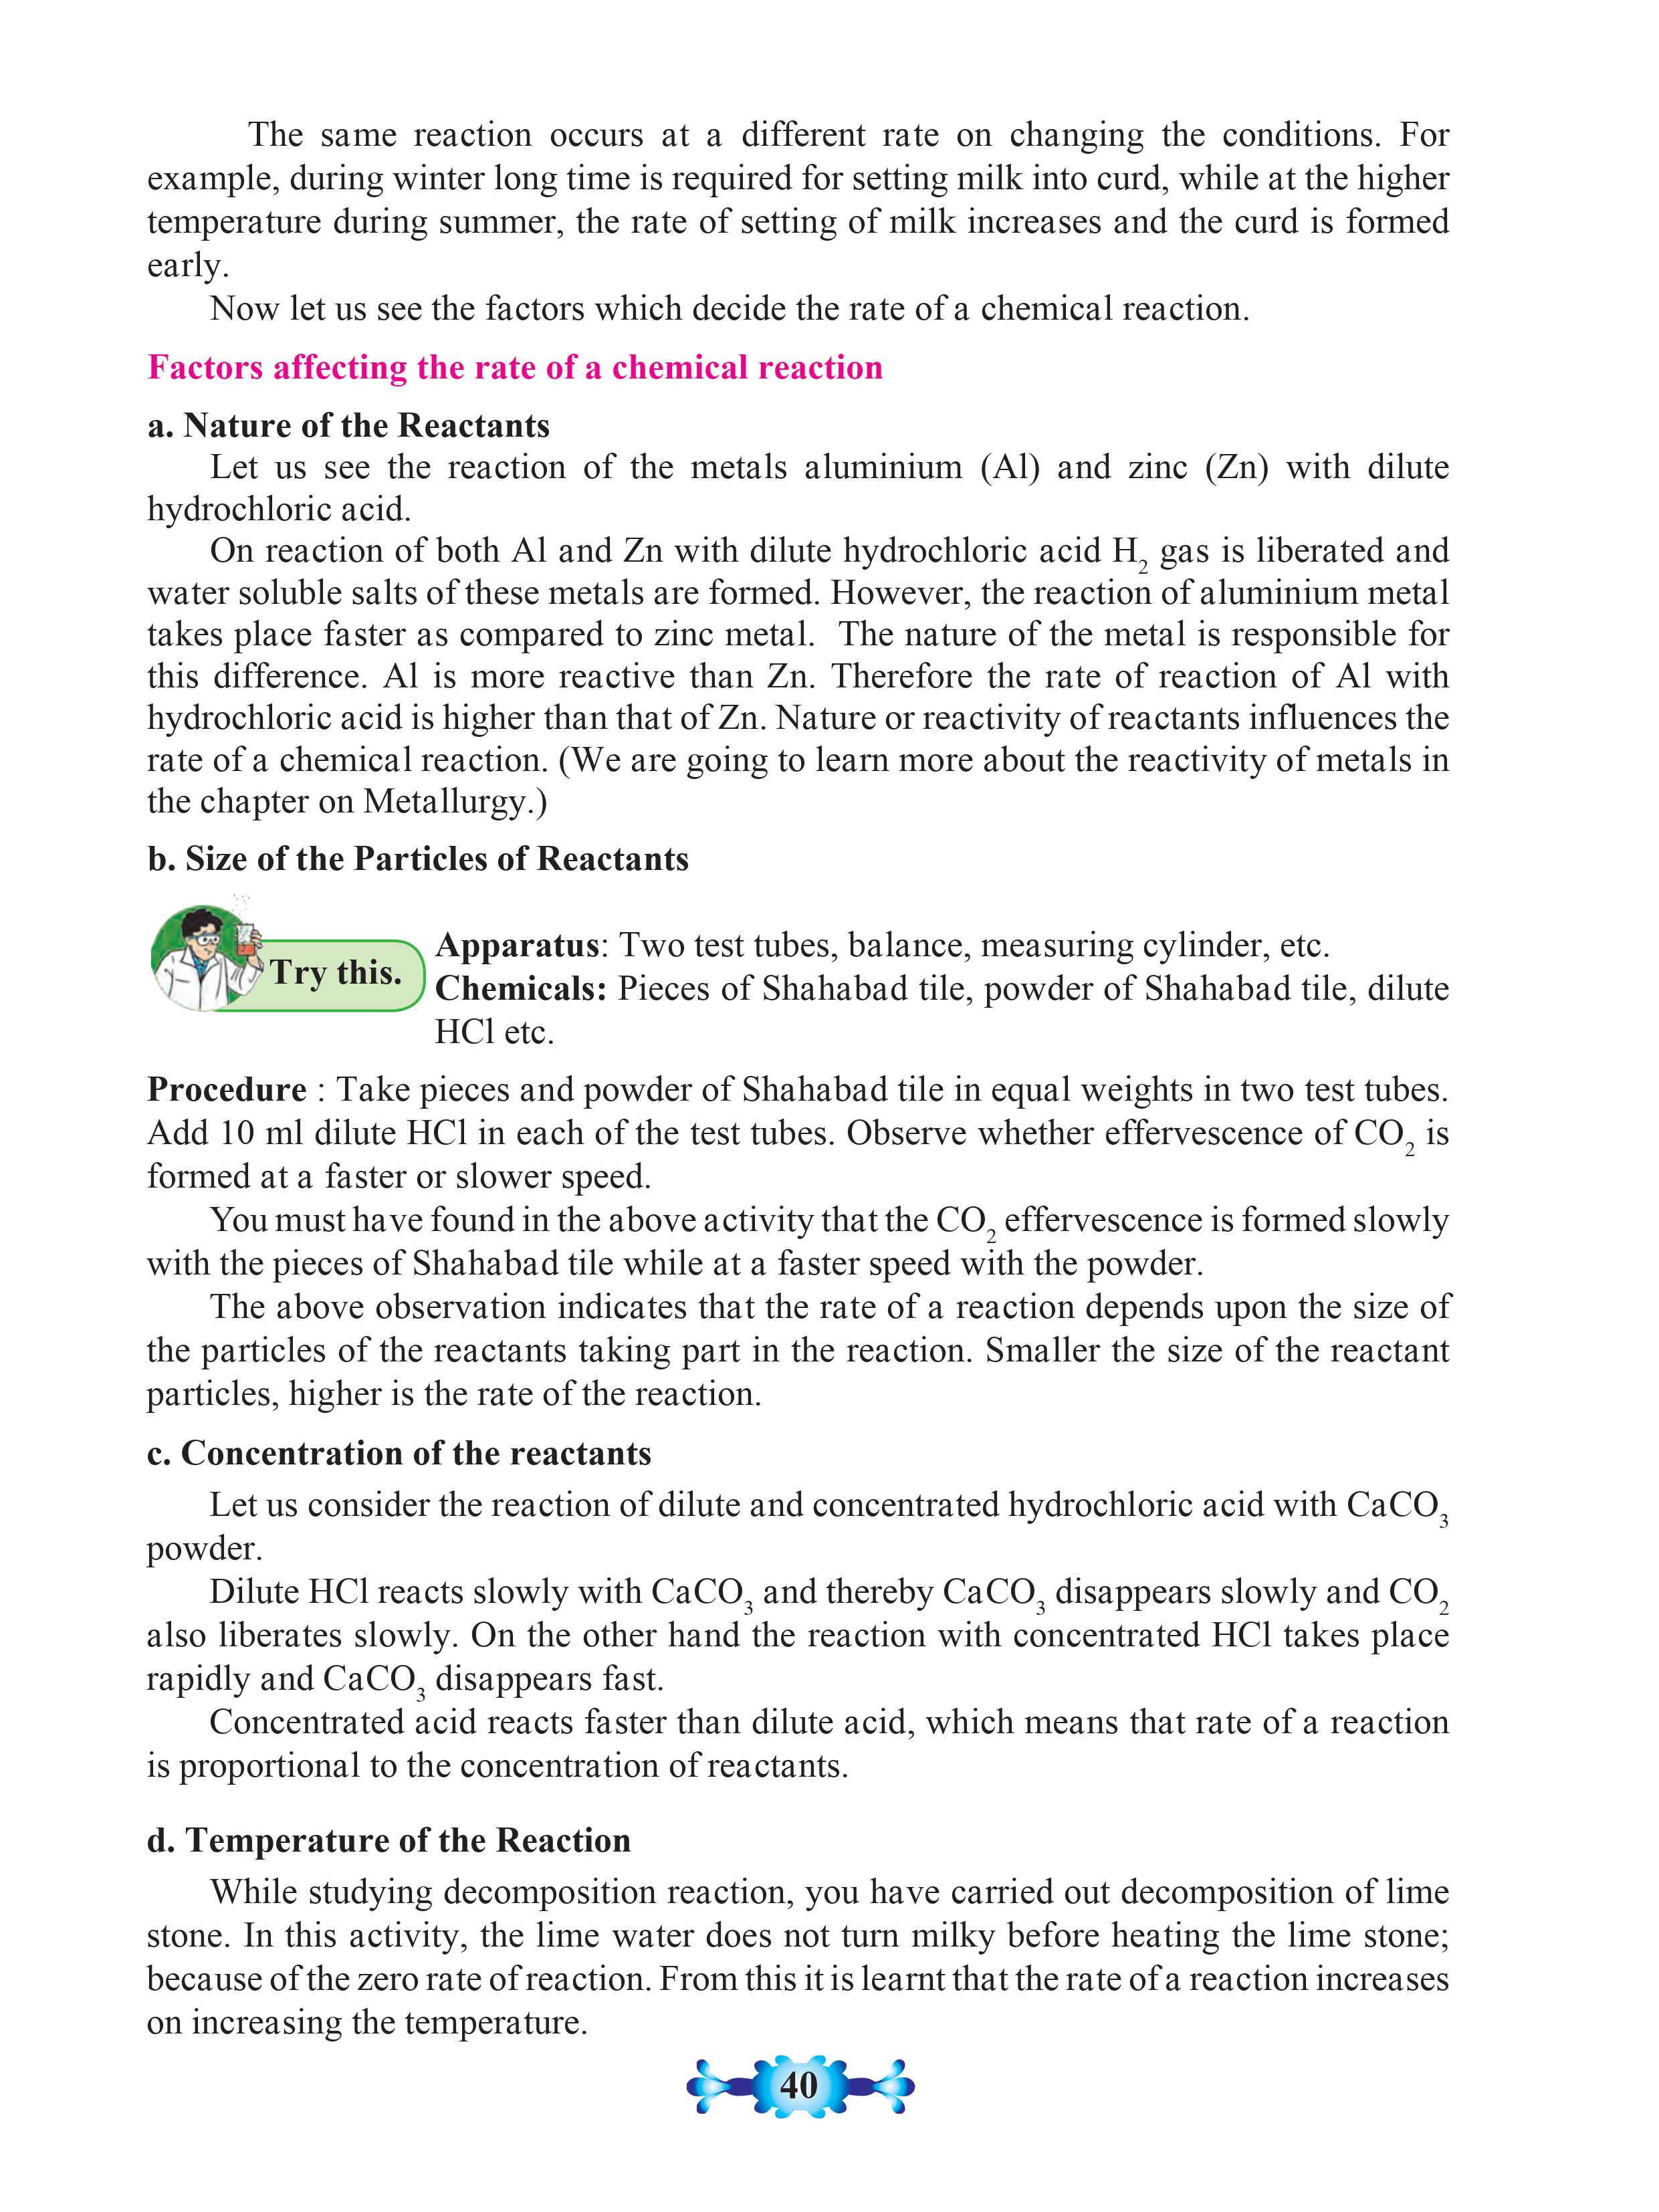 The same reaction occurs at a different rate on changing the conditions. For
example, during winter long time is required for setting milk into curd, while at the higher
temperature during summer, the rate of setting of milk increases and the curd is formed
early.
Now let us see the factors which decide the rate of a chemical reaction.
Factors affecting the rate of a chemical reaction
a. Nature of the Reactants
Let us see the reaction of the metals aluminium (Al) and zinc (Zn) with dilute
hydrochloric acid.
On reaction of both Al and Zn with dilute hydrochloric acid H₂ gas is liberated and
water soluble salts of these metals are formed. However, the reaction of aluminium metal
takes place faster as compared to zinc metal. The nature of the metal is responsible for
this difference. Al is more reactive than Zn. Therefore the rate of reaction of Al with
hydrochloric acid is higher than that of Zn. Nature or reactivity of reactants influences the
rate of a chemical reaction. (We are going to learn more about the reactivity of metals in
the chapter on Metallurgy.)
b. Size of the Particles of Reactants
Try this.
Apparatus: Two test tubes, balance, measuring cylinder, etc.
Chemicals: Pieces of Shahabad tile, powder of Shahabad tile, dilute
HCl etc.
Procedure : Take pieces and powder of Shahabad tile in equal weights in two test tubes.
Add 10 ml dilute HCl in each of the test tubes. Observe whether effervescence of CO₂ is
formed at a faster or slower speed.
You must have found in the above activity that the CO₂ effervescence is formed slowly
with the pieces of Shahabad tile while at a faster speed with the powder.
The above observation indicates that the rate of a reaction depends upon the size of
the particles of the reactants taking part in the reaction. Smaller the size of the reactant
particles, higher is the rate of the reaction.
c. Concentration of the reactants
Let us consider the reaction of dilute and concentrated hydrochloric acid with CaCO₃
powder.
Dilute HCl reacts slowly with CaCO₃ and thereby CaCO₃ disappears slowly and CO₂
also liberates slowly. On the other hand the reaction with concentrated HCl takes place
rapidly and CaCO₃ disappears fast.
Concentrated acid reacts faster than dilute acid, which means that rate of a reaction
is proportional to the concentration of reactants.
d. Temperature of the Reaction
While studying decomposition reaction, you have carried out decomposition of lime
stone. In this activity, the lime water does not turn milky before heating the lime stone;
because of the zero rate of reaction. From this it is learnt that the rate of a reaction increases
on increasing the temperature.
40